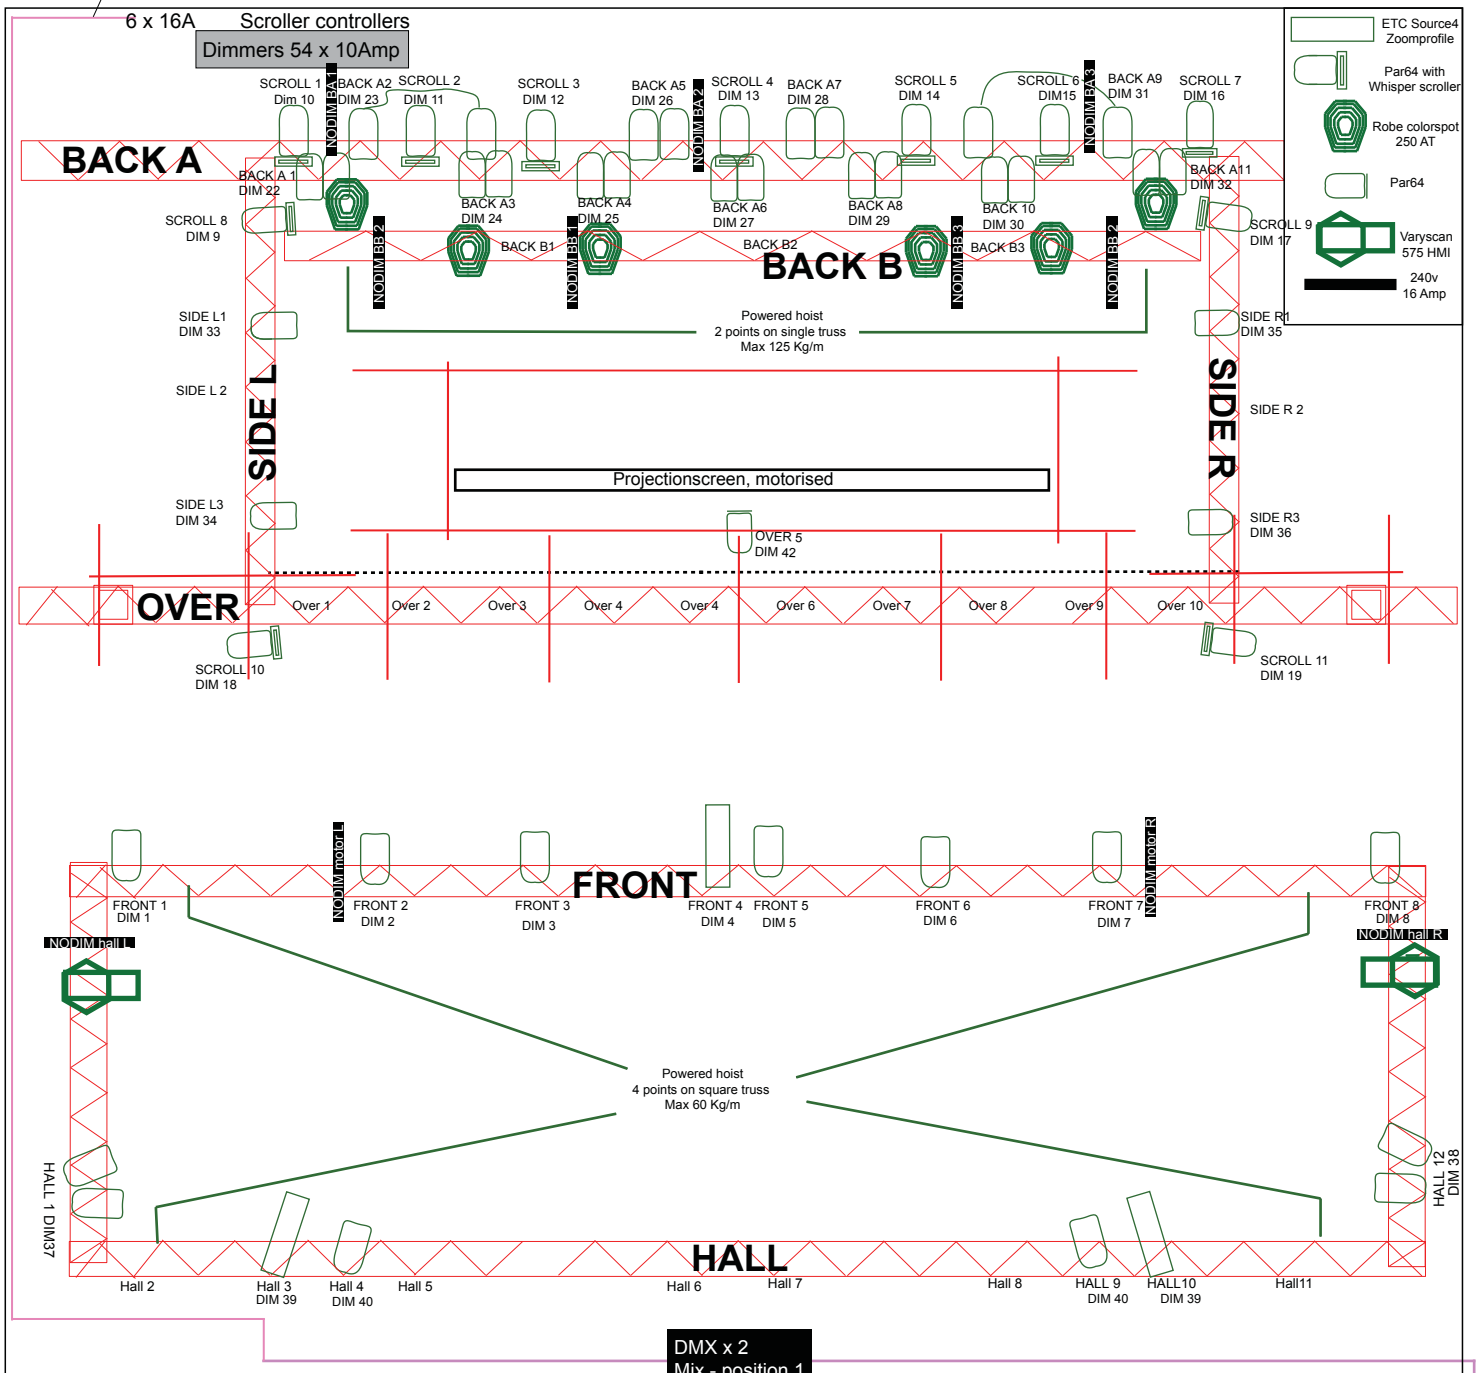 6 x 16A
Scroller controllers
Dimmers 54 x 10Amp
ETC Source4
Zoomprofile
Par64 with
Whisper scroller
Robe colorspot
250 AT
Par64
Varyscan
575 HMI
240v
16 Amp
SCROLL 1
Dim 10
NODIM BA 1
BACK A2
DIM 23
SCROLL 2
DIM 11
SCROLL 3
DIM 12
BACK A5
DIM 26
NODIM BA 2
SCROLL 4
DIM 13
BACK A7
DIM 28
SCROLL 5
DIM 14
SCROLL 6
DIM15
NODIM BA 3
BACK A9
DIM 31
SCROLL 7
DIM 16
BACK A
BACK A 1
DIM 22
BACK A3
DIM 24
BACK A4
DIM 25
BACK A6
DIM 27
BACK A8
DIM 29
BACK 10
DIM 30
BACK A11
DIM 32
SCROLL 8
DIM 9
SCROLL 9
DIM 17
NODIM BB 2
BACK B1
NODIM BB 1
BACK B2
BACK B
NODIM BB 3
BACK B3
NODIM BB 2
SIDE L1
DIM 33
Powered hoist
2 points on single truss
Max 125 Kg/m
SIDE R1
DIM 35
SIDE L 2
SIDE L
SIDE R
SIDE R 2
Projectionscreen, motorised
SIDE L3
DIM 34
OVER 5
DIM 42
SIDE R3
DIM 36
OVER
Over 1
Over 2
Over 3
Over 4
Over 4
Over 6
Over 7
Over 8
Over 9
Over 10
SCROLL 10
DIM 18
SCROLL 11
DIM 19
NODIM motor L
NODIM motor R
FRONT
FRONT 1
DIM 1
FRONT 2
DIM 2
FRONT 3
DIM 3
FRONT 4
DIM 4
FRONT 5
DIM 5
FRONT 6
DIM 6
FRONT 7
DIM 7
FRONT 8
DIM 8
NODIM hall L
NODIM hall R
Powered hoist
4 points on square truss
Max 60 Kg/m
HALL 1 DIM37
HALL 12
DIM 38
HALL
Hall 2
Hall 3
DIM 39
Hall 4
DIM 40
Hall 5
Hall 6
Hall 7
Hall 8
HALL 9
DIM 40
HALL10
DIM 39
Hall11
DMX x 2
Mix - position 1